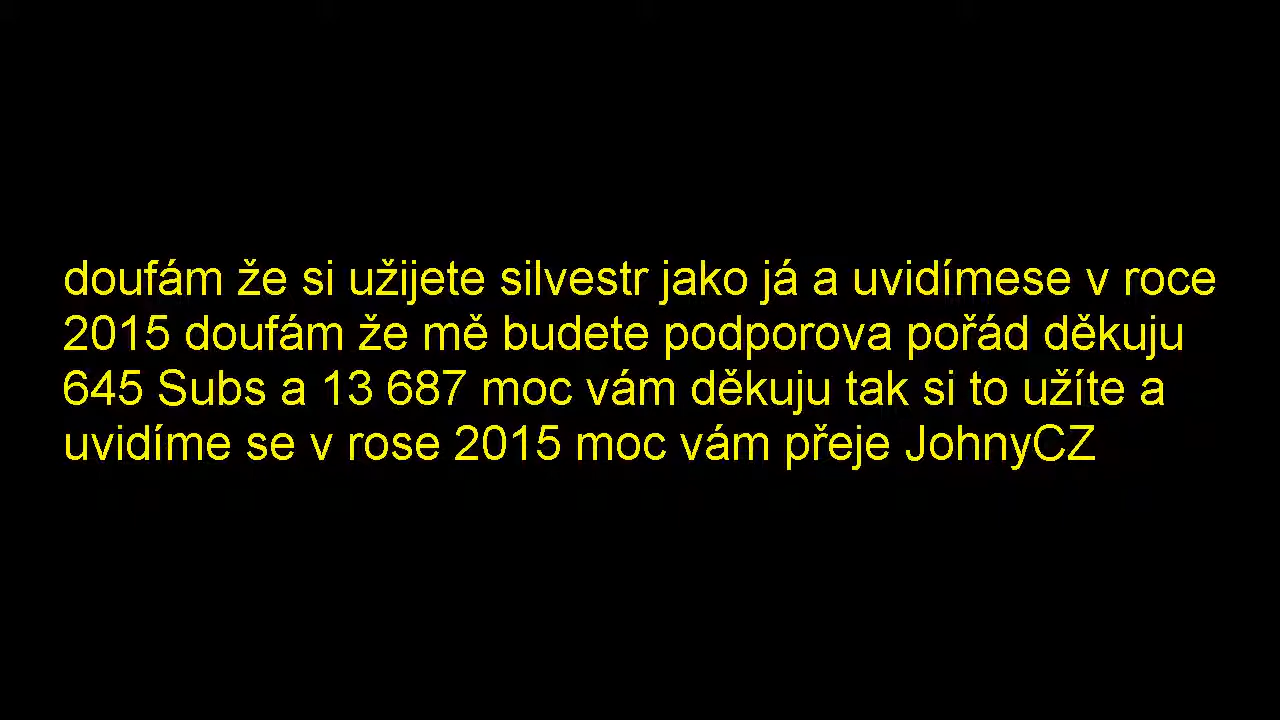 doufám že si užijete silvestr jako já a uvidímese v roce
2015 doufám že mě budete podporova pořád děkuju
645 Subs a 13 687 moc vám děkuju tak si to užíte a
uvidíme se v rose 2015 moc vám přeje JohnyCZ